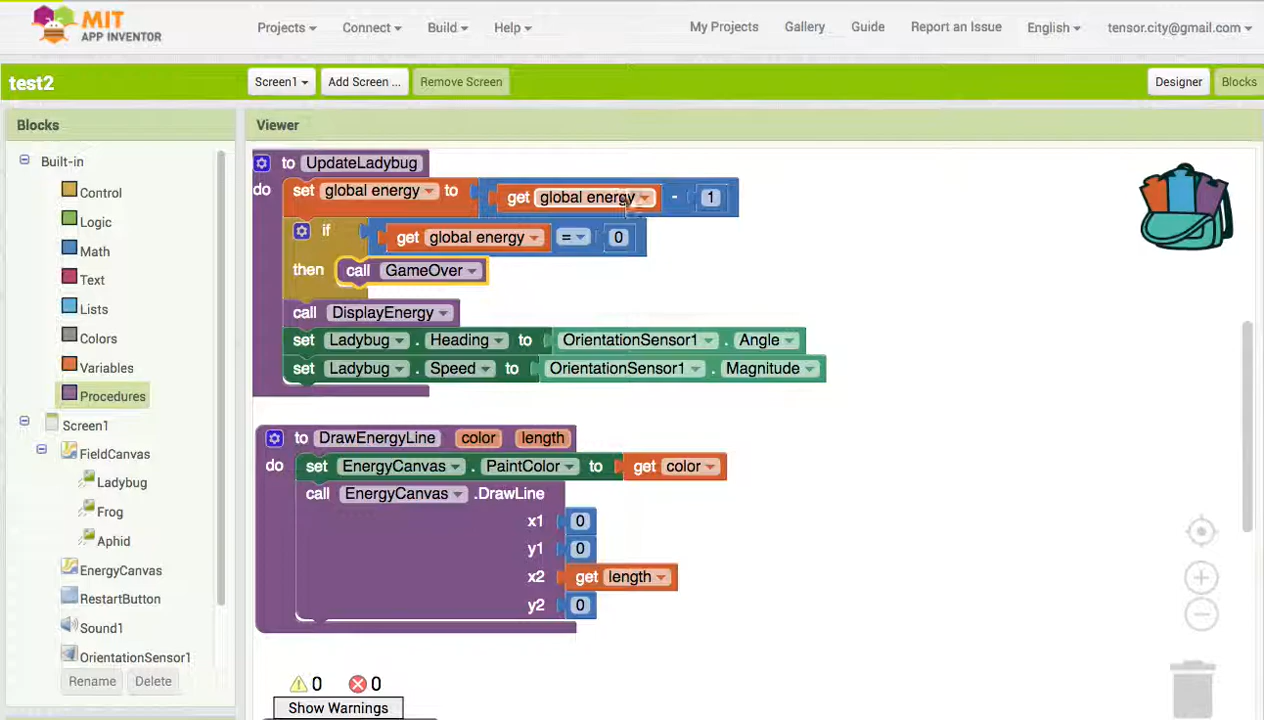 MIT
APP INVENTOR
Projects Connect Build Help My Projects Gallery Guide Report an Issue English tensor.city@gmail.com
test2 Screen1 Add Screen ... Remove Screen Designer Blocks
Blocks
Built-in
Control
Logic
Math
Text
Lists
Colors
Variables
Procedures
Screen1
FieldCanvas
Ladybug
Frog
Aphid
EnergyCanvas
RestartButton
Sound1
OrientationSensor1
Rename Delete
Viewer
to UpdateLadybug
do set global energy to get global energy - 1
if get global energy = 0
then call GameOver
call DisplayEnergy
set Ladybug . Heading to OrientationSensor1 . Angle
set Ladybug . Speed to OrientationSensor1 . Magnitude
to DrawEnergyLine color length
do set EnergyCanvas . PaintColor to get color
call EnergyCanvas .DrawLine
x1 0
y1 0
x2 get length
y2 0
0 0
Show Warnings